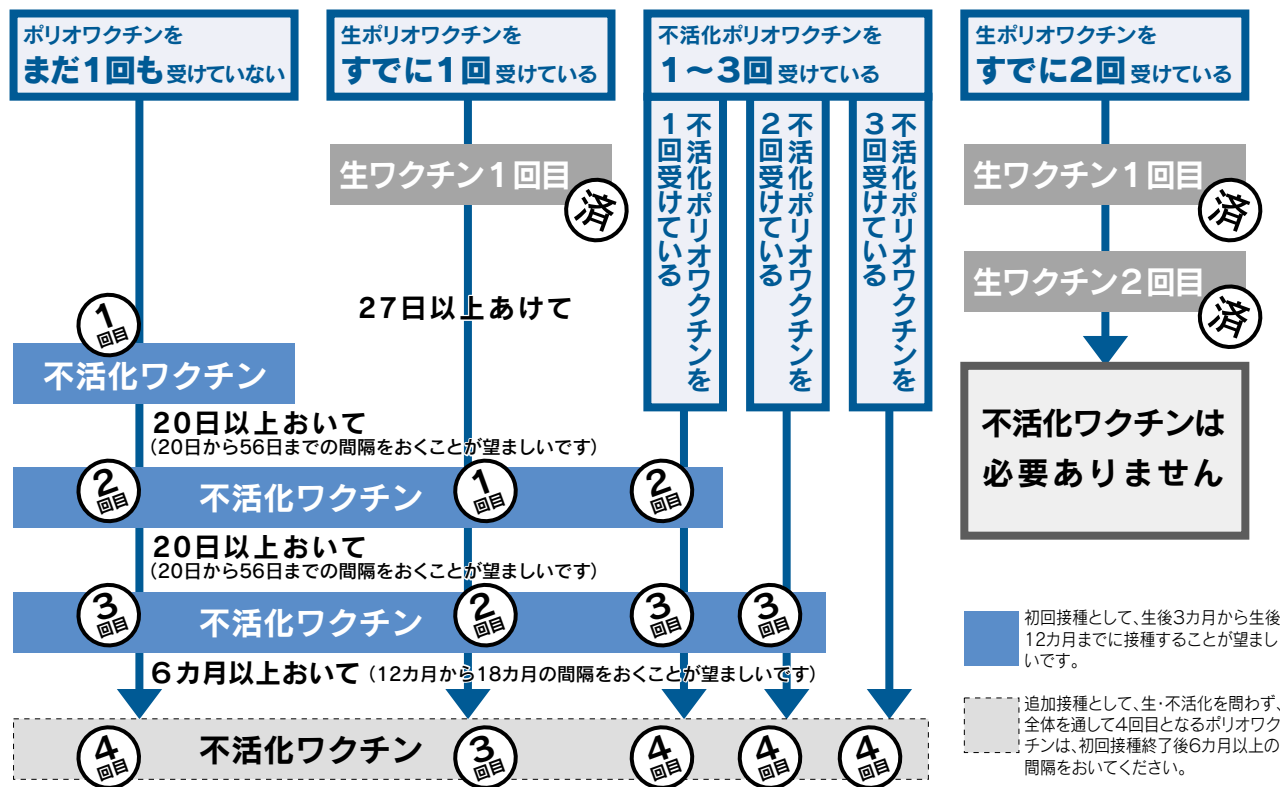 ポリオワクチンを
まだ1回も受けていない
生ポリオワクチンを
すでに1回受けている
不活化ポリオワクチンを
1〜3回受けている
生ポリオワクチンを
すでに2回受けている
不活化ポリオワクチンを
1回受けている
不活化ポリオワクチンを
2回受けている
不活化ポリオワクチンを
3回受けている
生ワクチン1回目
済
生ワクチン1回目
済
生ワクチン2回目
済
27日以上あけて
1回目
不活化ワクチン
不活化ワクチンは
必要ありません
20日以上おいて
(20日から56日までの間隔をおくことが望ましいです)
2回目
不活化ワクチン
1回目
2回目
20日以上おいて
(20日から56日までの間隔をおくことが望ましいです)
3回目
不活化ワクチン
2回目
3回目
3回目
6カ月以上おいて(12カ月から18カ月の間隔をおくことが望ましいです)
4回目
不活化ワクチン
3回目
4回目
4回目
4回目
初回接種として、生後3カ月から生後
12カ月までに接種することが望まし
いです。
追加接種として、生・不活化を問わず、
全体を通して4回目となるポリオワク
チンは、初回接種終了後6カ月以上の
間隔をおいてください。